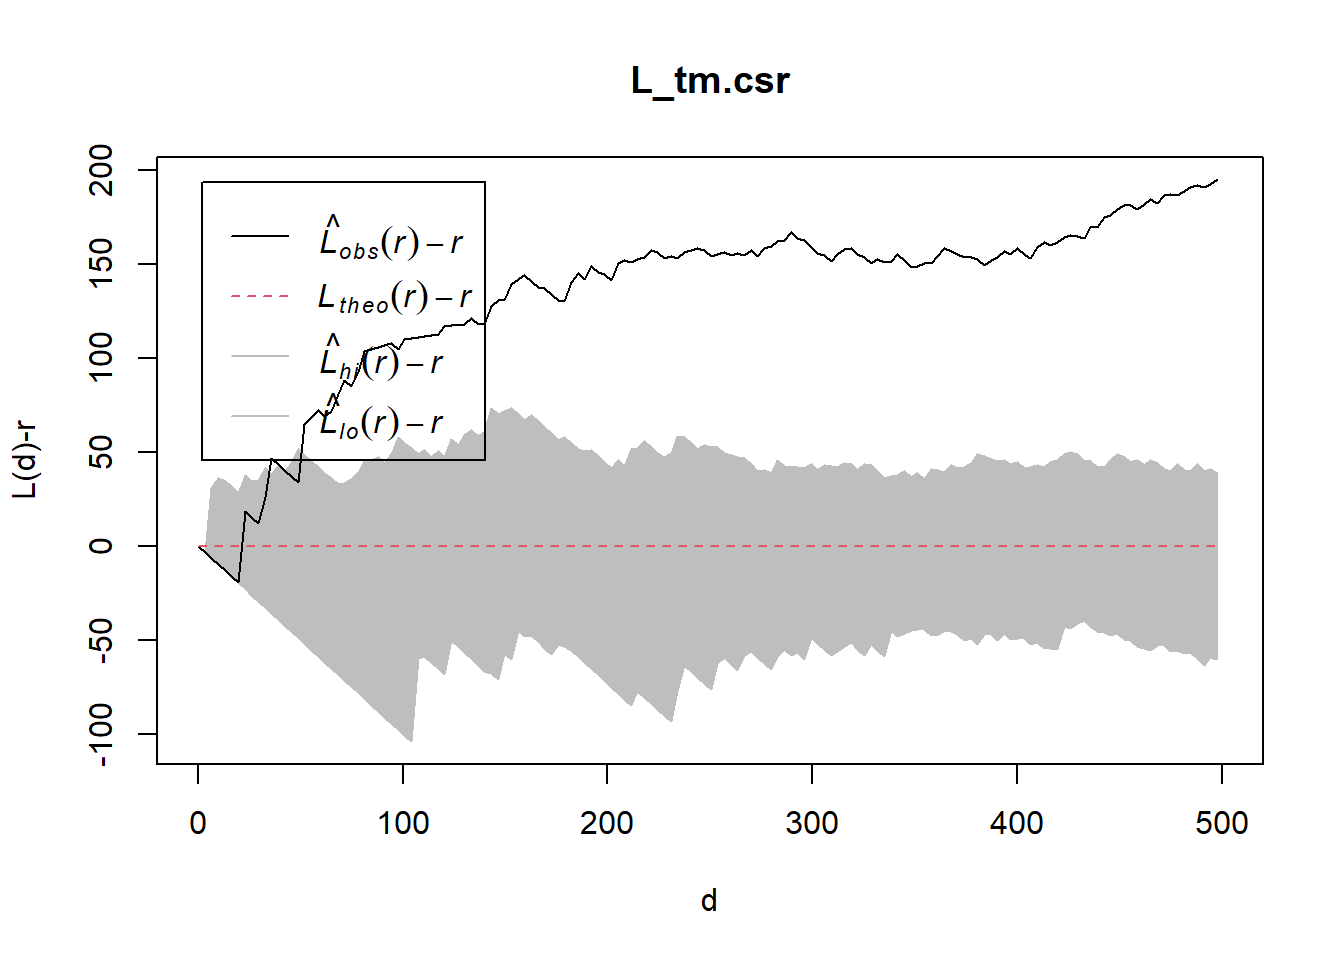 L_tm.csr
L̂obs(r) − r
Ltheo(r) − r
L̂hi(r) − r
L̂lo(r) − r
L(d)-r
200
150
100
50
0
-50
-100
0 100 200 300 400 500
d